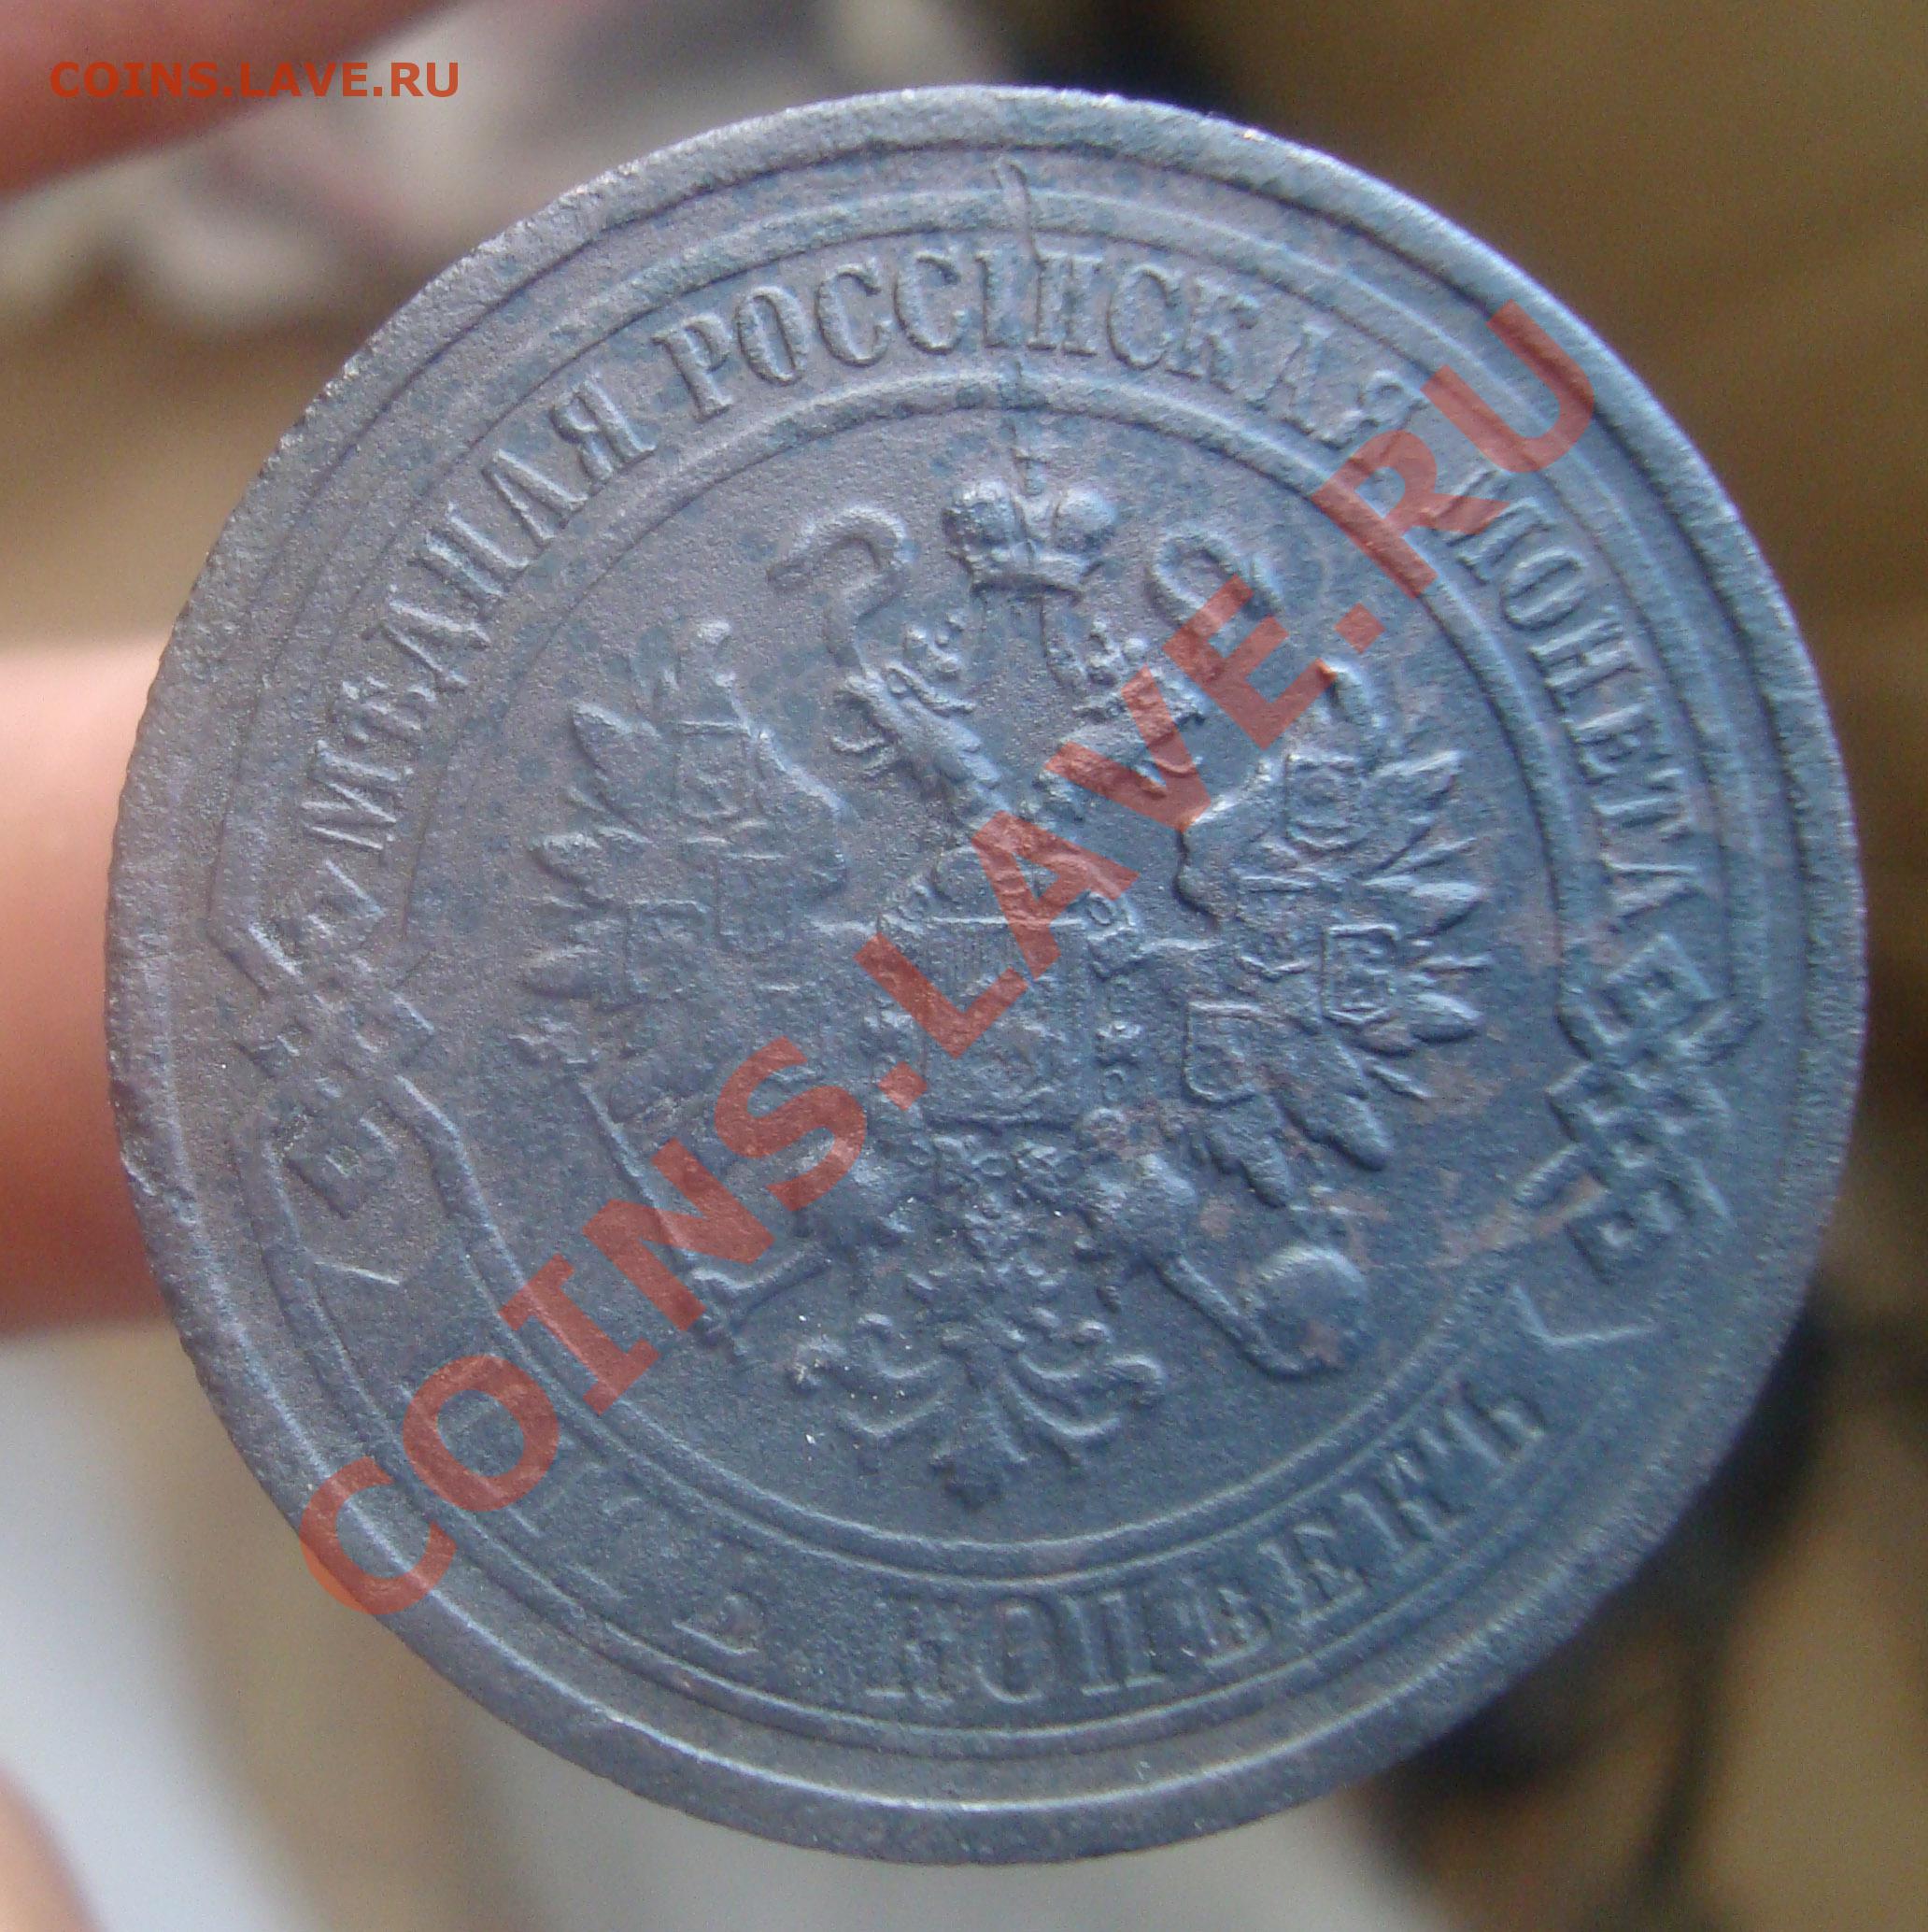 COINS.LAVE.RU
МѢДНАЯ РОССІЙСКАЯ МОНЕТА
КОПѢЕКЪ
COINS.LAVE.RU